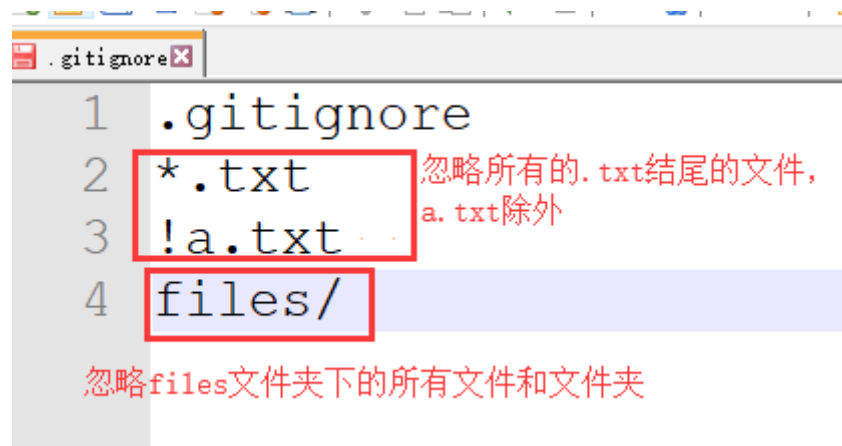 .gitignore
1 .gitignore
2 *.txt
忽略所有的.txt结尾的文件,
a.txt除外
3 !a.txt
4 files/
忽略files文件夹下的所有文件和文件夹